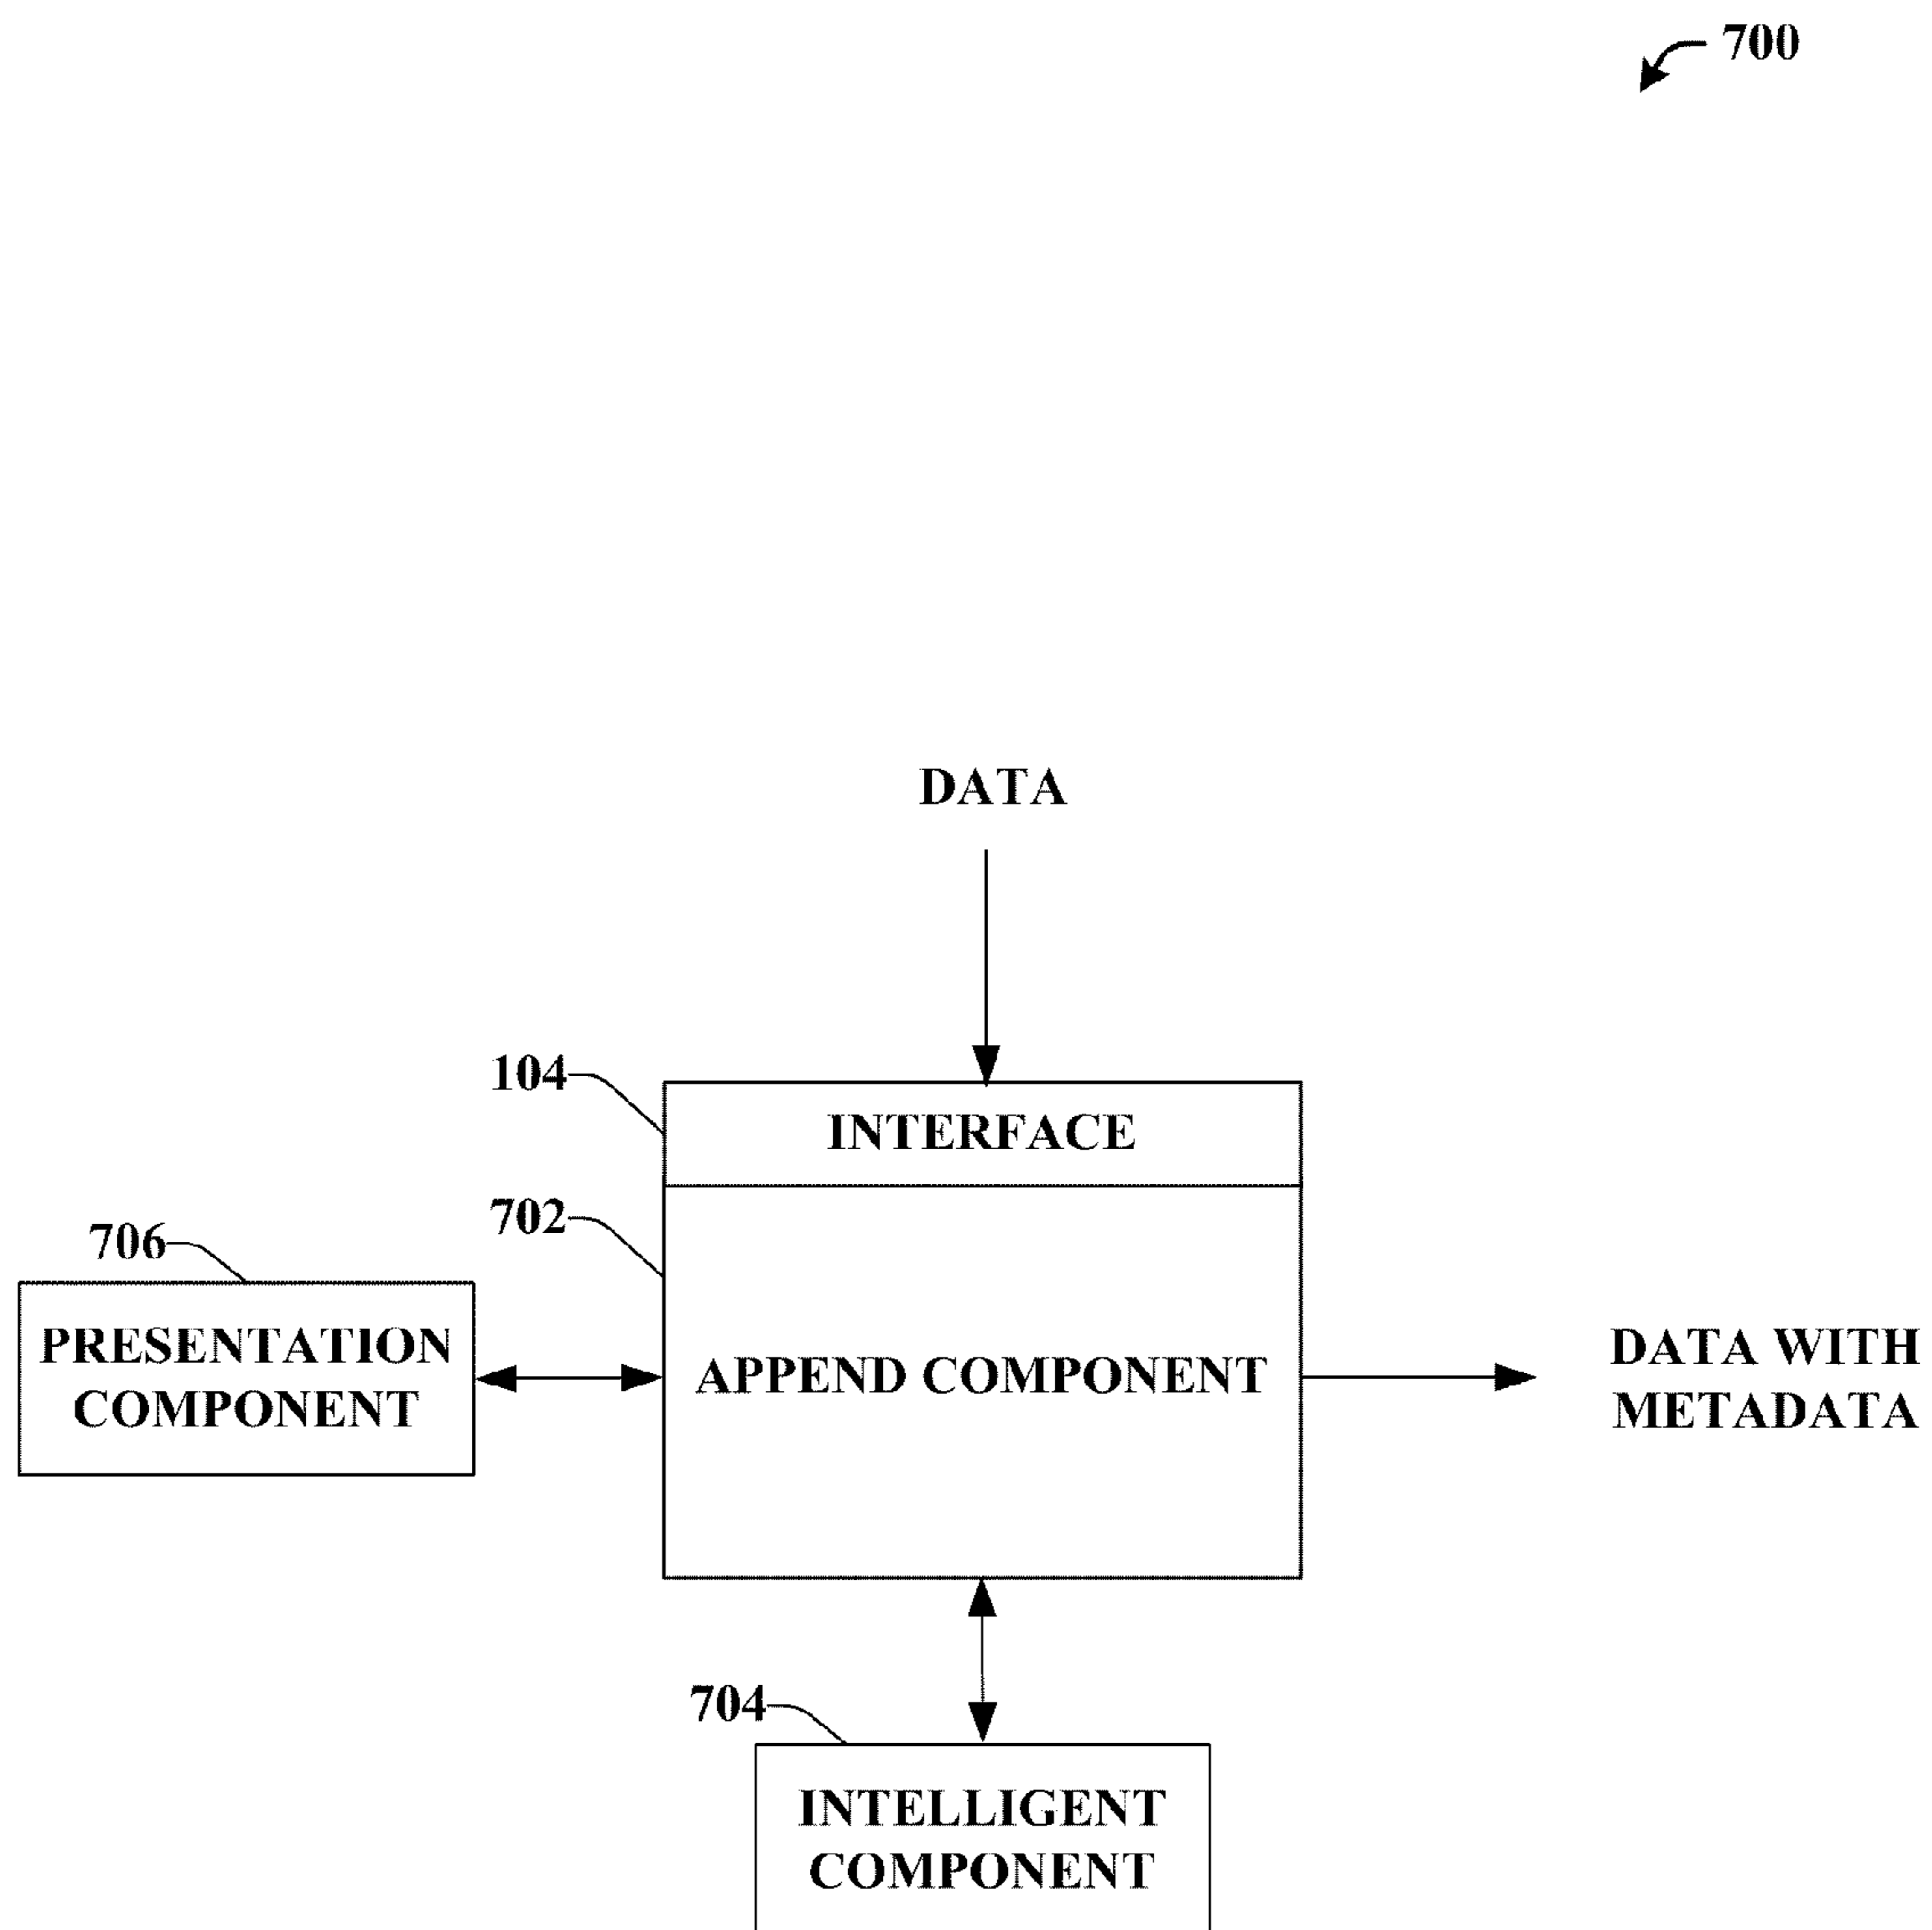 700
DATA
104
INTERFACE
702
706
PRESENTATION
COMPONENT
APPEND COMPONENT
DATA WITH
METADATA
704
INTELLIGENT
COMPONENT